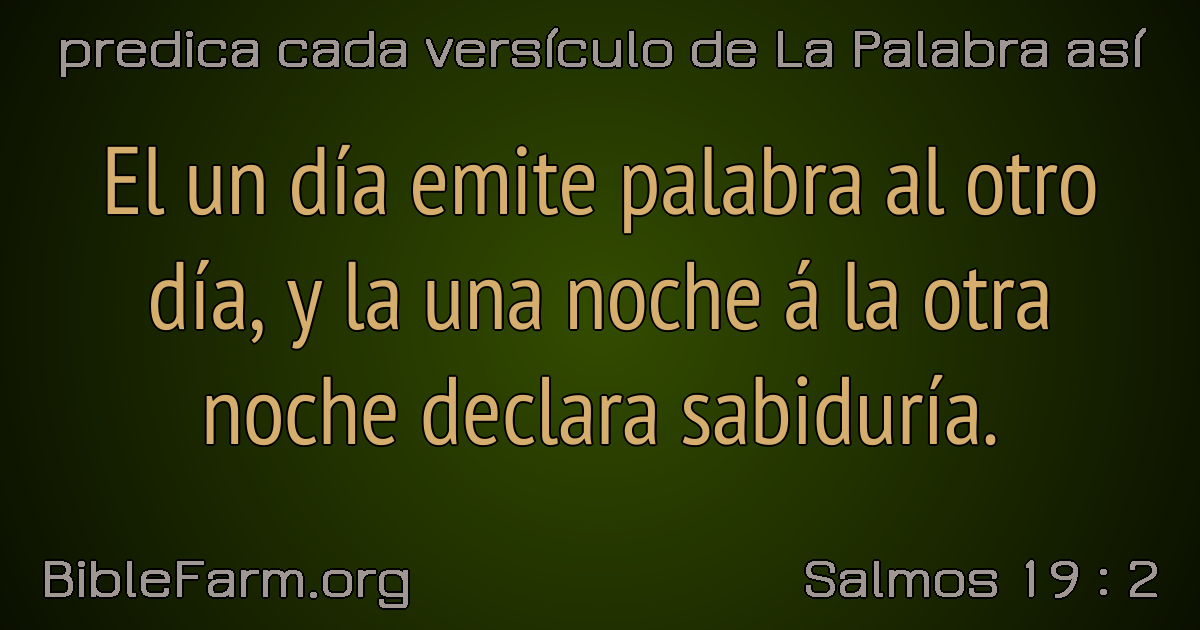 predica cada versículo de La Palabra así
El un día emite palabra al otro
día, y la una noche á la otra
noche declara sabiduría.
BibleFarm.org
Salmos 19 : 2